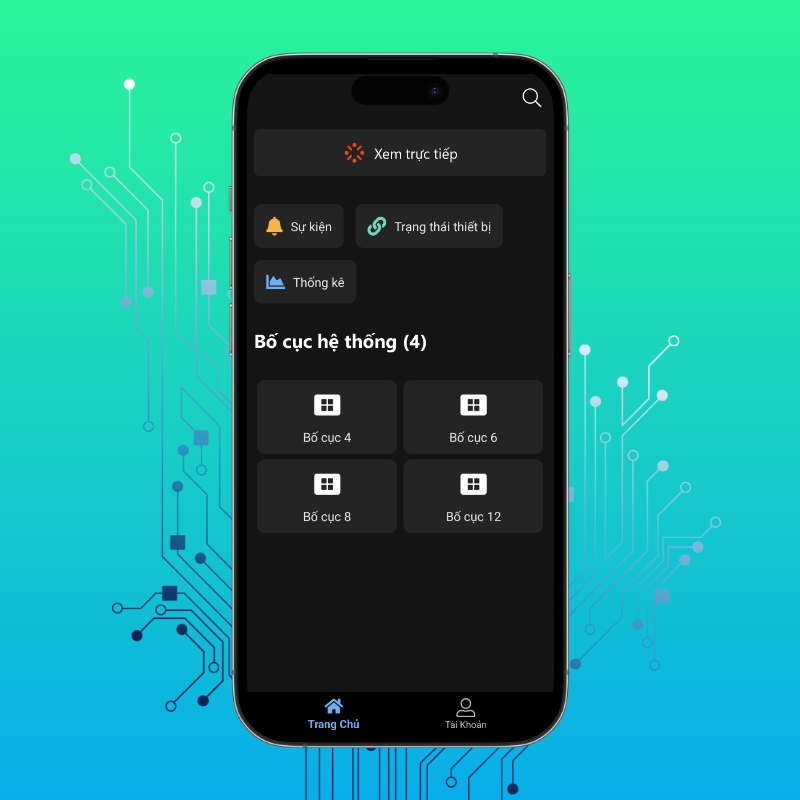 Xem trực tiếp
Sự kiện
Trạng thái thiết bị
Thống kê
Bố cục hệ thống (4)
Bố cục 4
Bố cục 6
Bố cục 8
Bố cục 12
Trang Chủ
Tài Khoản